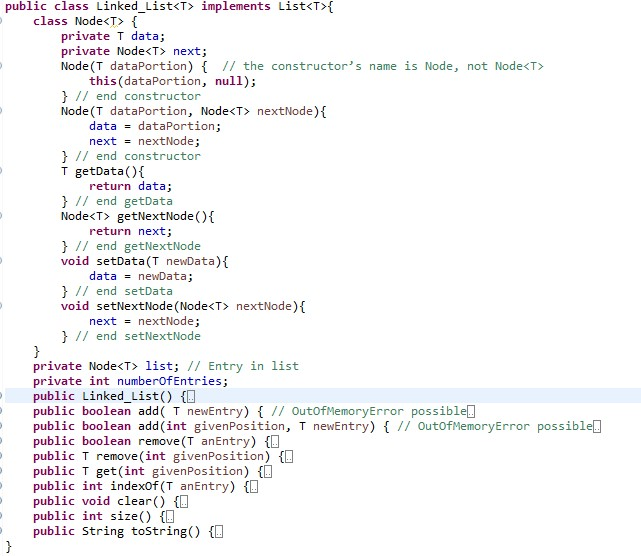 public class Linked_List<T> implements List<T>{
    class Node<T> {
        private T data;
        private Node<T> next;
        Node(T dataPortion) {  // the constructor’s name is Node, not Node<T>
            this(dataPortion, null);
        } // end constructor
        Node(T dataPortion, Node<T> nextNode){
            data = dataPortion;
            next = nextNode;
        } // end constructor
        T getData(){
            return data;
        } // end getData
        Node<T> getNextNode(){
            return next;
        } // end getNextNode
        void setData(T newData){
            data = newData;
        } // end setData
        void setNextNode(Node<T> nextNode){
            next = nextNode;
        } // end setNextNode
    }
    private Node<T> list; // Entry in list
    private int numberOfEntries;
    public Linked_List() {..
    public boolean add( T newEntry) { // OutOfMemoryError possible..
    public boolean add(int givenPosition, T newEntry) { // OutOfMemoryError possible..
    public boolean remove(T anEntry) {..
    public T remove(int givenPosition) {..
    public T get(int givenPosition) {..
    public int indexOf(T anEntry) {..
    public void clear() {..
    public int size() {..
    public String toString() {..
}